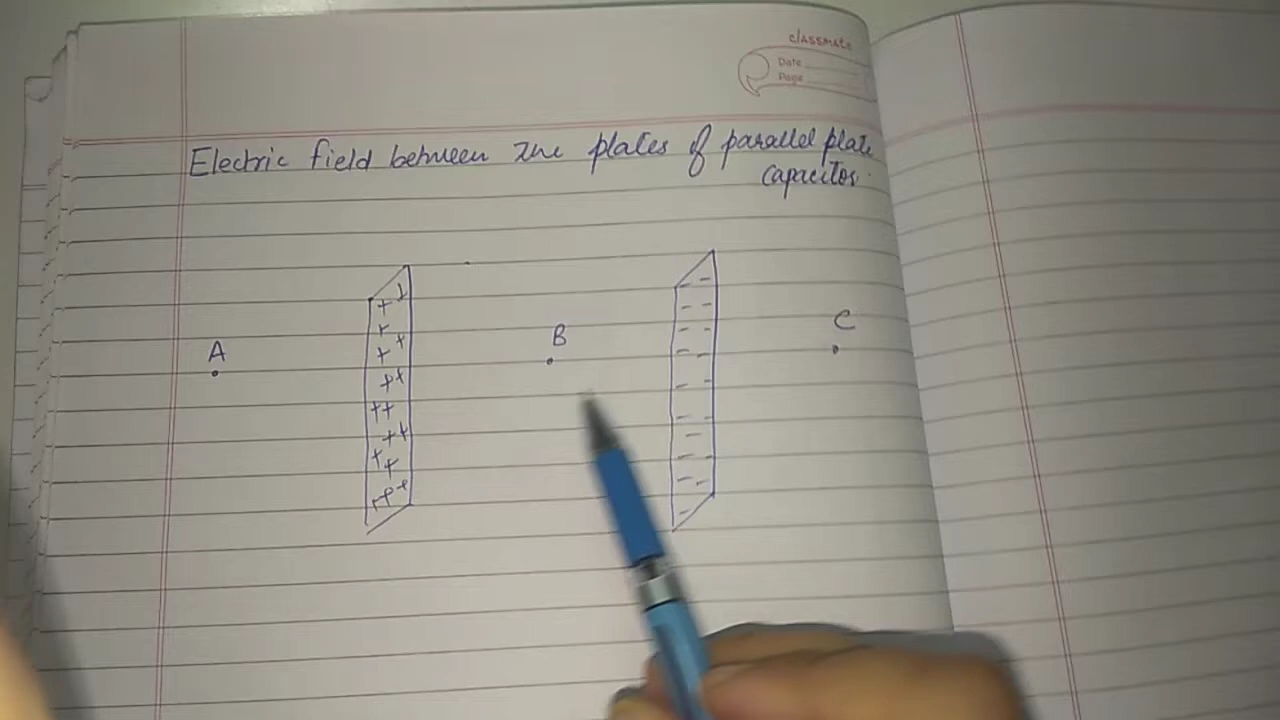 classmate
Date
Page
Electric field between the plates of parallel plate
capacitor.
A
B
C